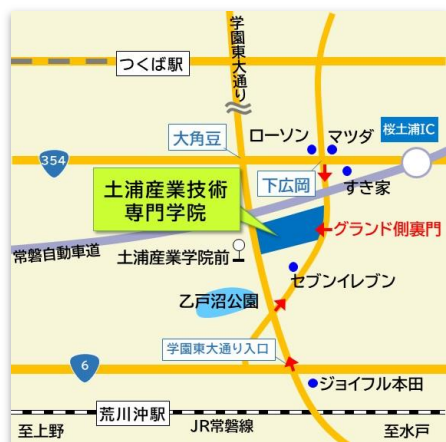 学園東大通り
つくば駅
ローソン
マツダ
桜土浦IC
大角豆
354
下広岡
すき家
土浦産業技術
専門学院
グランド側裏門
常磐自動車道
土浦産業学院前
セブンイレブン
乙戸沼公園
学園東大通り入口
6
ジョイフル本田
荒川沖駅
至上野
JR常磐線
至水戸